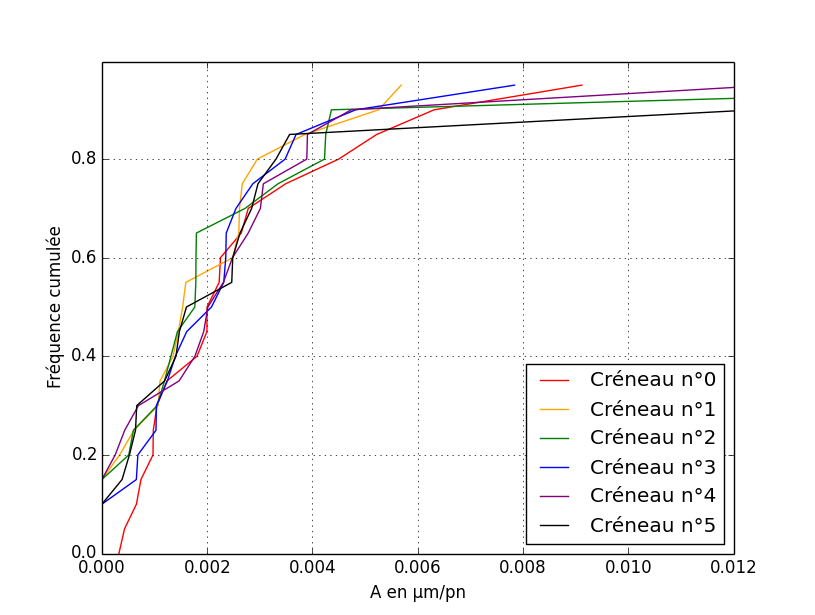 Fréquence cumulée
0.8
0.6
0.4
0.2
0.0
0.000 0.002 0.004 0.006 0.008 0.010 0.012
A en µm/pn
Créneau n°0
Créneau n°1
Créneau n°2
Créneau n°3
Créneau n°4
Créneau n°5